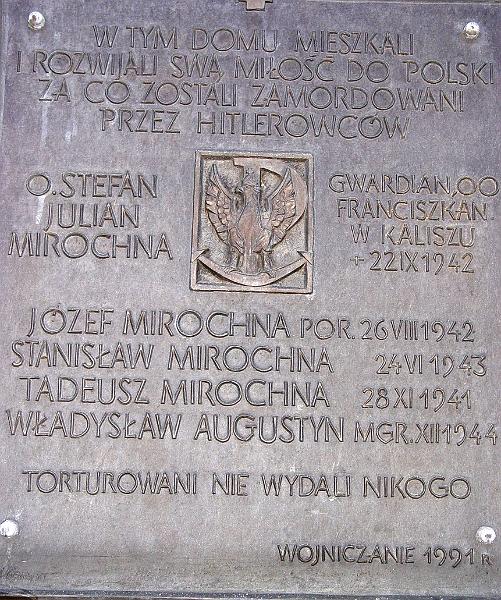 W TYM DOMU MIESZKALI
I ROZWIJALI SWĄ MIŁOŚĆ DO POLSKI
ZA CO ZOSTALI ZAMORDOWANI
PRZEZ HITLEROWCÓW
O. STEFAN
JULIAN
MIROCHNA
GWARDIAN, OO
FRANCISZKAN
W KALISZU
+ 22 IX 1942
JÓZEF MIROCHNA POR. 26 VIII 1942
STANISŁAW MIROCHNA 24 VI 1943
TADEUSZ MIROCHNA 28 XI 1941
WŁADYSŁAW AUGUSTYN MGR. XII 1944
TORTUROWANI NIE WYDALI NIKOGO
WOJNICZANIE 1991 R